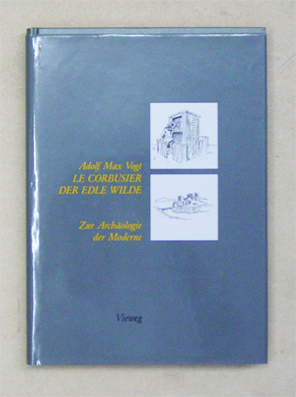 Adolf Max Vogt
LE CORBUSIER
DER EDLE WILDE
Zur Archäologie
der Moderne
Vieweg